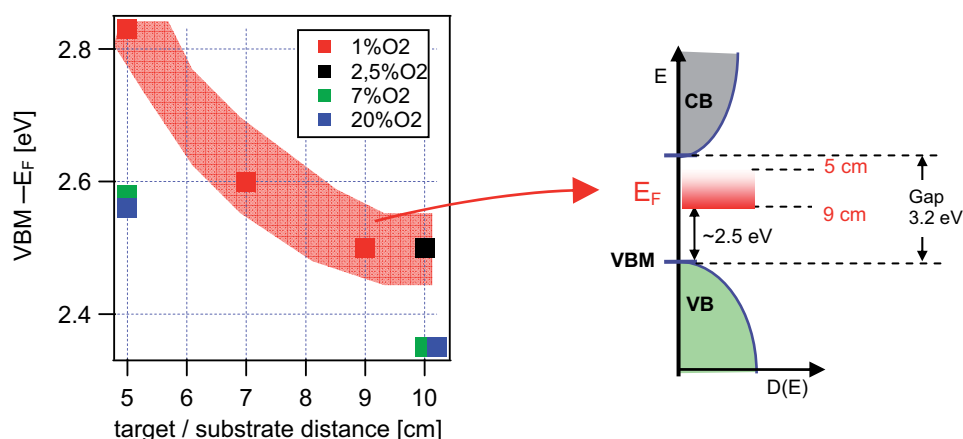 VBM —EF [eV]
2.8
2.6
2.4
1%O2
2,5%O2
7%O2
20%O2
5
6
7
8
9
10
target / substrate distance [cm]
E
CB
EF
5 cm
9 cm
Gap
3.2 eV
~2.5 eV
VBM
VB
D(E)